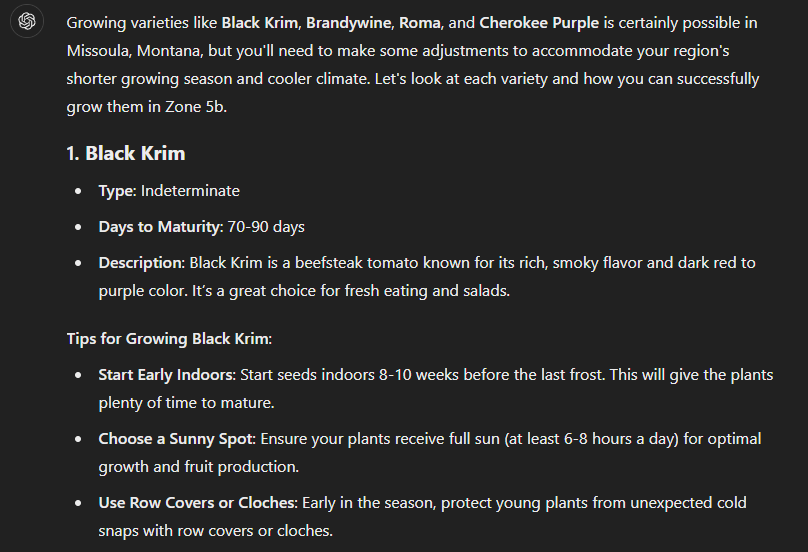 Growing varieties like Black Krim, Brandywine, Roma, and Cherokee Purple is certainly possible in
Missoula, Montana, but you'll need to make some adjustments to accommodate your region's
shorter growing season and cooler climate. Let's look at each variety and how you can successfully
grow them in Zone 5b.
1. Black Krim
• Type: Indeterminate
• Days to Maturity: 70-90 days
• Description: Black Krim is a beefsteak tomato known for its rich, smoky flavor and dark red to
purple color. It’s a great choice for fresh eating and salads.
Tips for Growing Black Krim:
• Start Early Indoors: Start seeds indoors 8-10 weeks before the last frost. This will give the plants
plenty of time to mature.
• Choose a Sunny Spot: Ensure your plants receive full sun (at least 6-8 hours a day) for optimal
growth and fruit production.
• Use Row Covers or Cloches: Early in the season, protect young plants from unexpected cold
snaps with row covers or cloches.